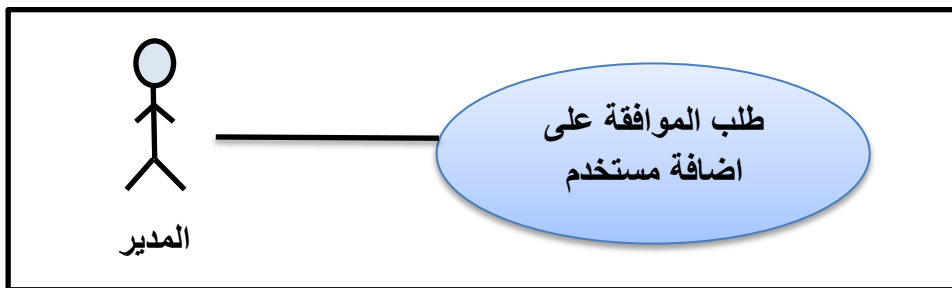 طلب الموافقة على
اضافة مستخدم
المدير